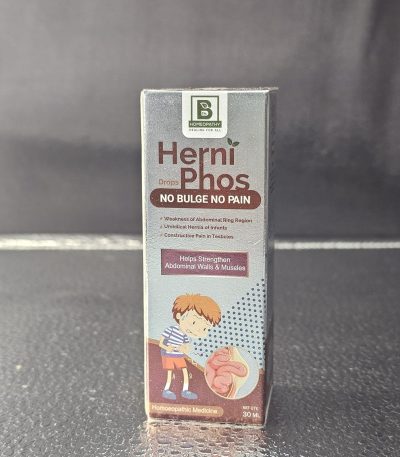 B
HOMEOPATHY
HEALING FOR ALL
Herni
Drops Phos
NO BULGE NO PAIN
Weakness of Abdominal Ring Region
Umbilical Hernia of Infants
Constrictive Pain in Testicles
Helps Strengthen
Abdominal Walls & Muscles
Homoeopathic Medicine
NET QTY.
30 ML